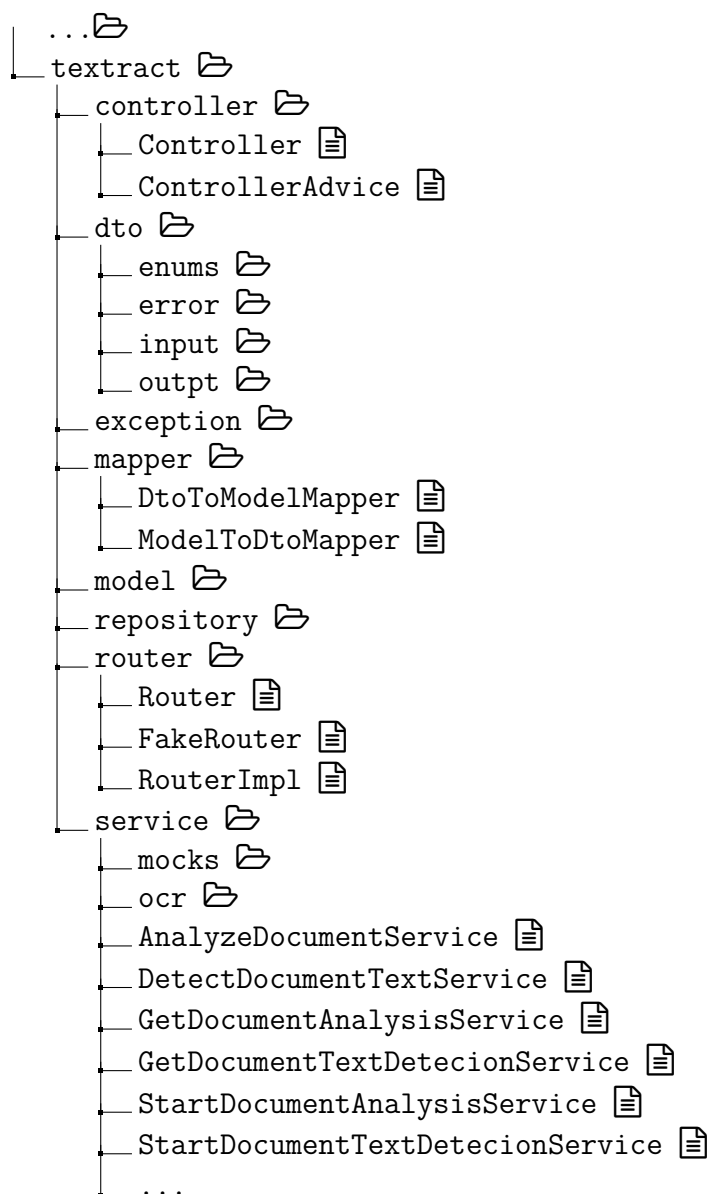 ...
textract
controller
Controller
ControllerAdvice
dto
enums
error
input
outpt
exception
mapper
DtoToModelMapper
ModelToDtoMapper
model
repository
router
Router
FakeRouter
RouterImpl
service
mocks
ocr
AnalyzeDocumentService
DetectDocumentTextService
GetDocumentAnalysisService
GetDocumentTextDetecionService
StartDocumentAnalysisService
StartDocumentTextDetecionService
...